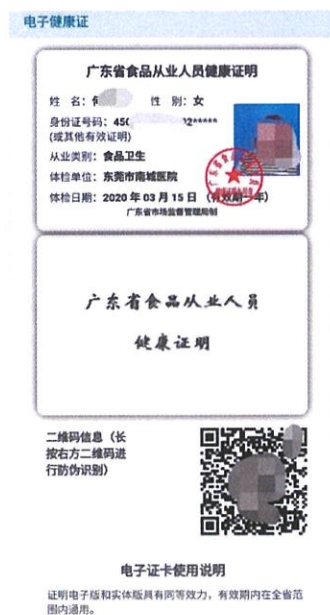 电子健康证
广东省食品从业人员健康证明
姓 名: 性 别: 女
身份证号码: 450 02*****
(或其他有效证明)
从业类别: 食品卫生
体检单位: 东莞市南城医院
体检日期: 2020 年 03 月 15 日 (有效期一年)
广东省市场监督管理局制
广东省食品从业人员
健康证明
二维码信息（长
按右方二维码进
行防伪识别）
电子证卡使用说明
证明电子版和实体版具有同等效力，有效期内在全省范
围内通用。